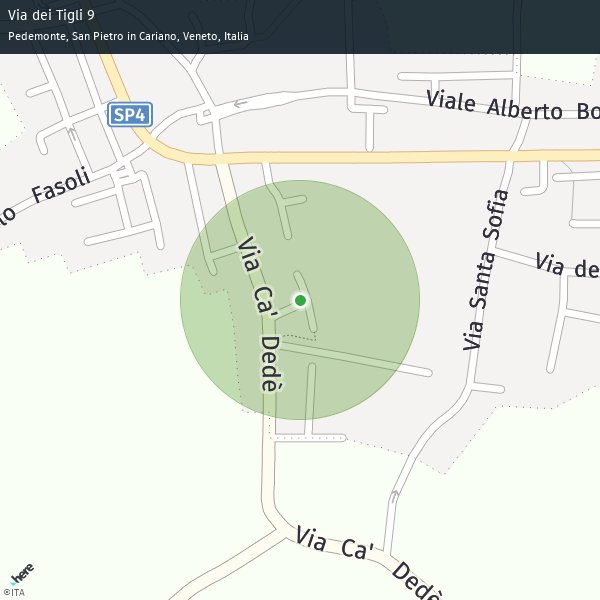 Via dei Tigli 9
Pedemonte, San Pietro in Cariano, Veneto, Italia
SP4
Viale Alberto Bo
lo Fasoli
Via Santa Sofia
Via de
Via Ca' Dedè
Via Ca' Dedè
here
©ITA